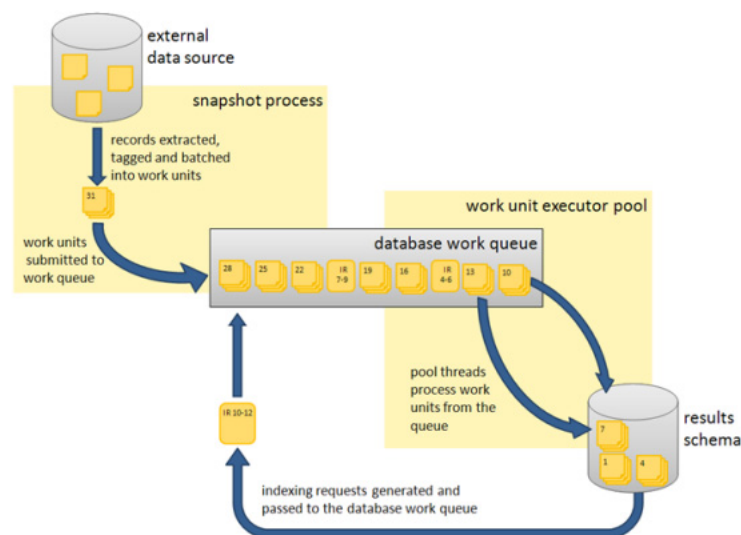 external
data source
snapshot process
records extracted,
tagged and batched
into work units
31
work units
submitted to
work queue
work unit executor pool
database work queue
28
25
22
IR
7-9
19
16
IR
4-6
13
10
pool threads
process work
units from the
queue
IR 10-12
7
1
4
results
schema
indexing requests generated and
passed to the database work queue